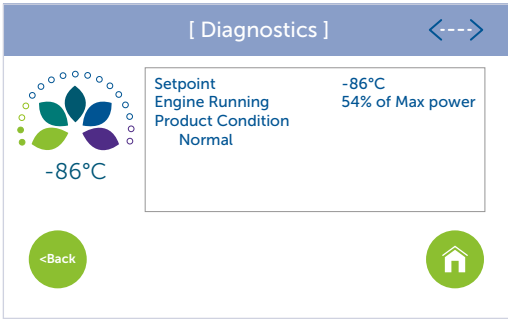 [ Diagnostics ]
Setpoint -86°C
Engine Running 54% of Max power
Product Condition
Normal
-86°C
<Back